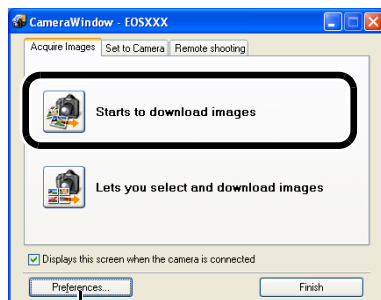 CameraWindow - EOSXXX
Acquire Images Set to Camera Remote shooting
Starts to download images
Lets you select and download images
Displays this screen when the camera is connected
Preferences... Finish